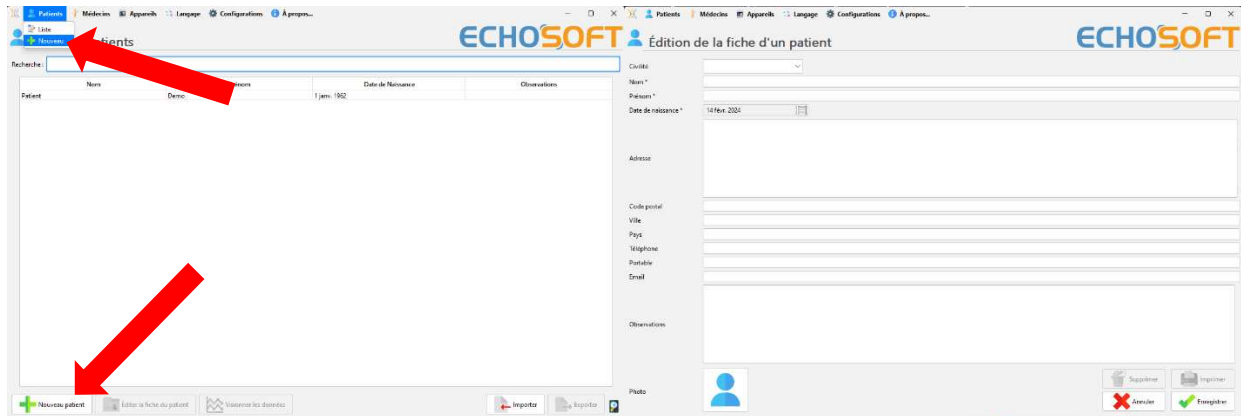 Patients Médecins Appareils Langage Configurations À propos...
Liste
Nouveau
tients
ECHOSOFT
Recherche :
Nom Prénom Date de Naissance Observations
Patient Demo 1 janv. 1962
Nouveau patient Éditer la fiche du patient Visionner les données Importer Exporter
Patients Médecins Appareils Langage Configurations À propos...
Édition de la fiche d'un patient
ECHOSOFT
Civilité
Nom *
Prénom *
Date de naissance * 14 févr. 2024
Adresse
Code postal
Ville
Pays
Téléphone
Portable
Email
Observations
Photo
Supprimer Imprimer
Annuler Enregistrer